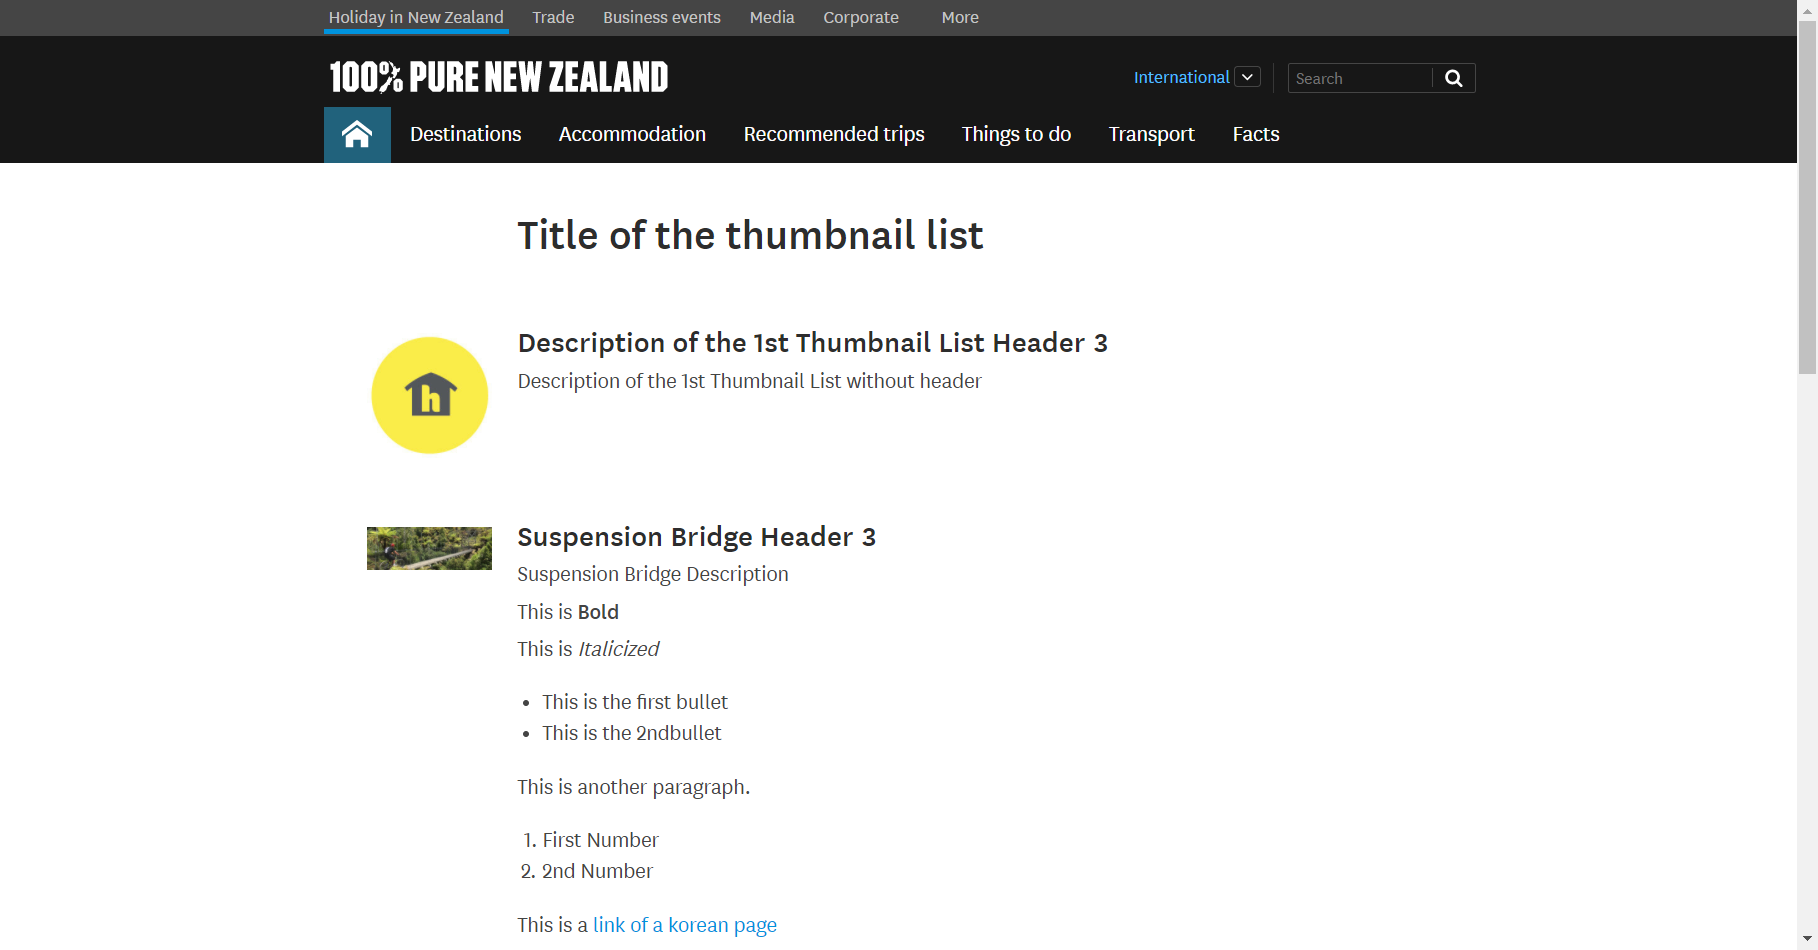 Holiday in New Zealand Trade Business events Media Corporate More
100% PURE NEW ZEALAND
International Search
Destinations Accommodation Recommended trips Things to do Transport Facts
Title of the thumbnail list
Description of the 1st Thumbnail List Header 3
Description of the 1st Thumbnail List without header
h
Suspension Bridge Header 3
Suspension Bridge Description
This is Bold
This is Italicized
• This is the first bullet
• This is the 2ndbullet
This is another paragraph.
1. First Number
2. 2nd Number
This is a link of a korean page